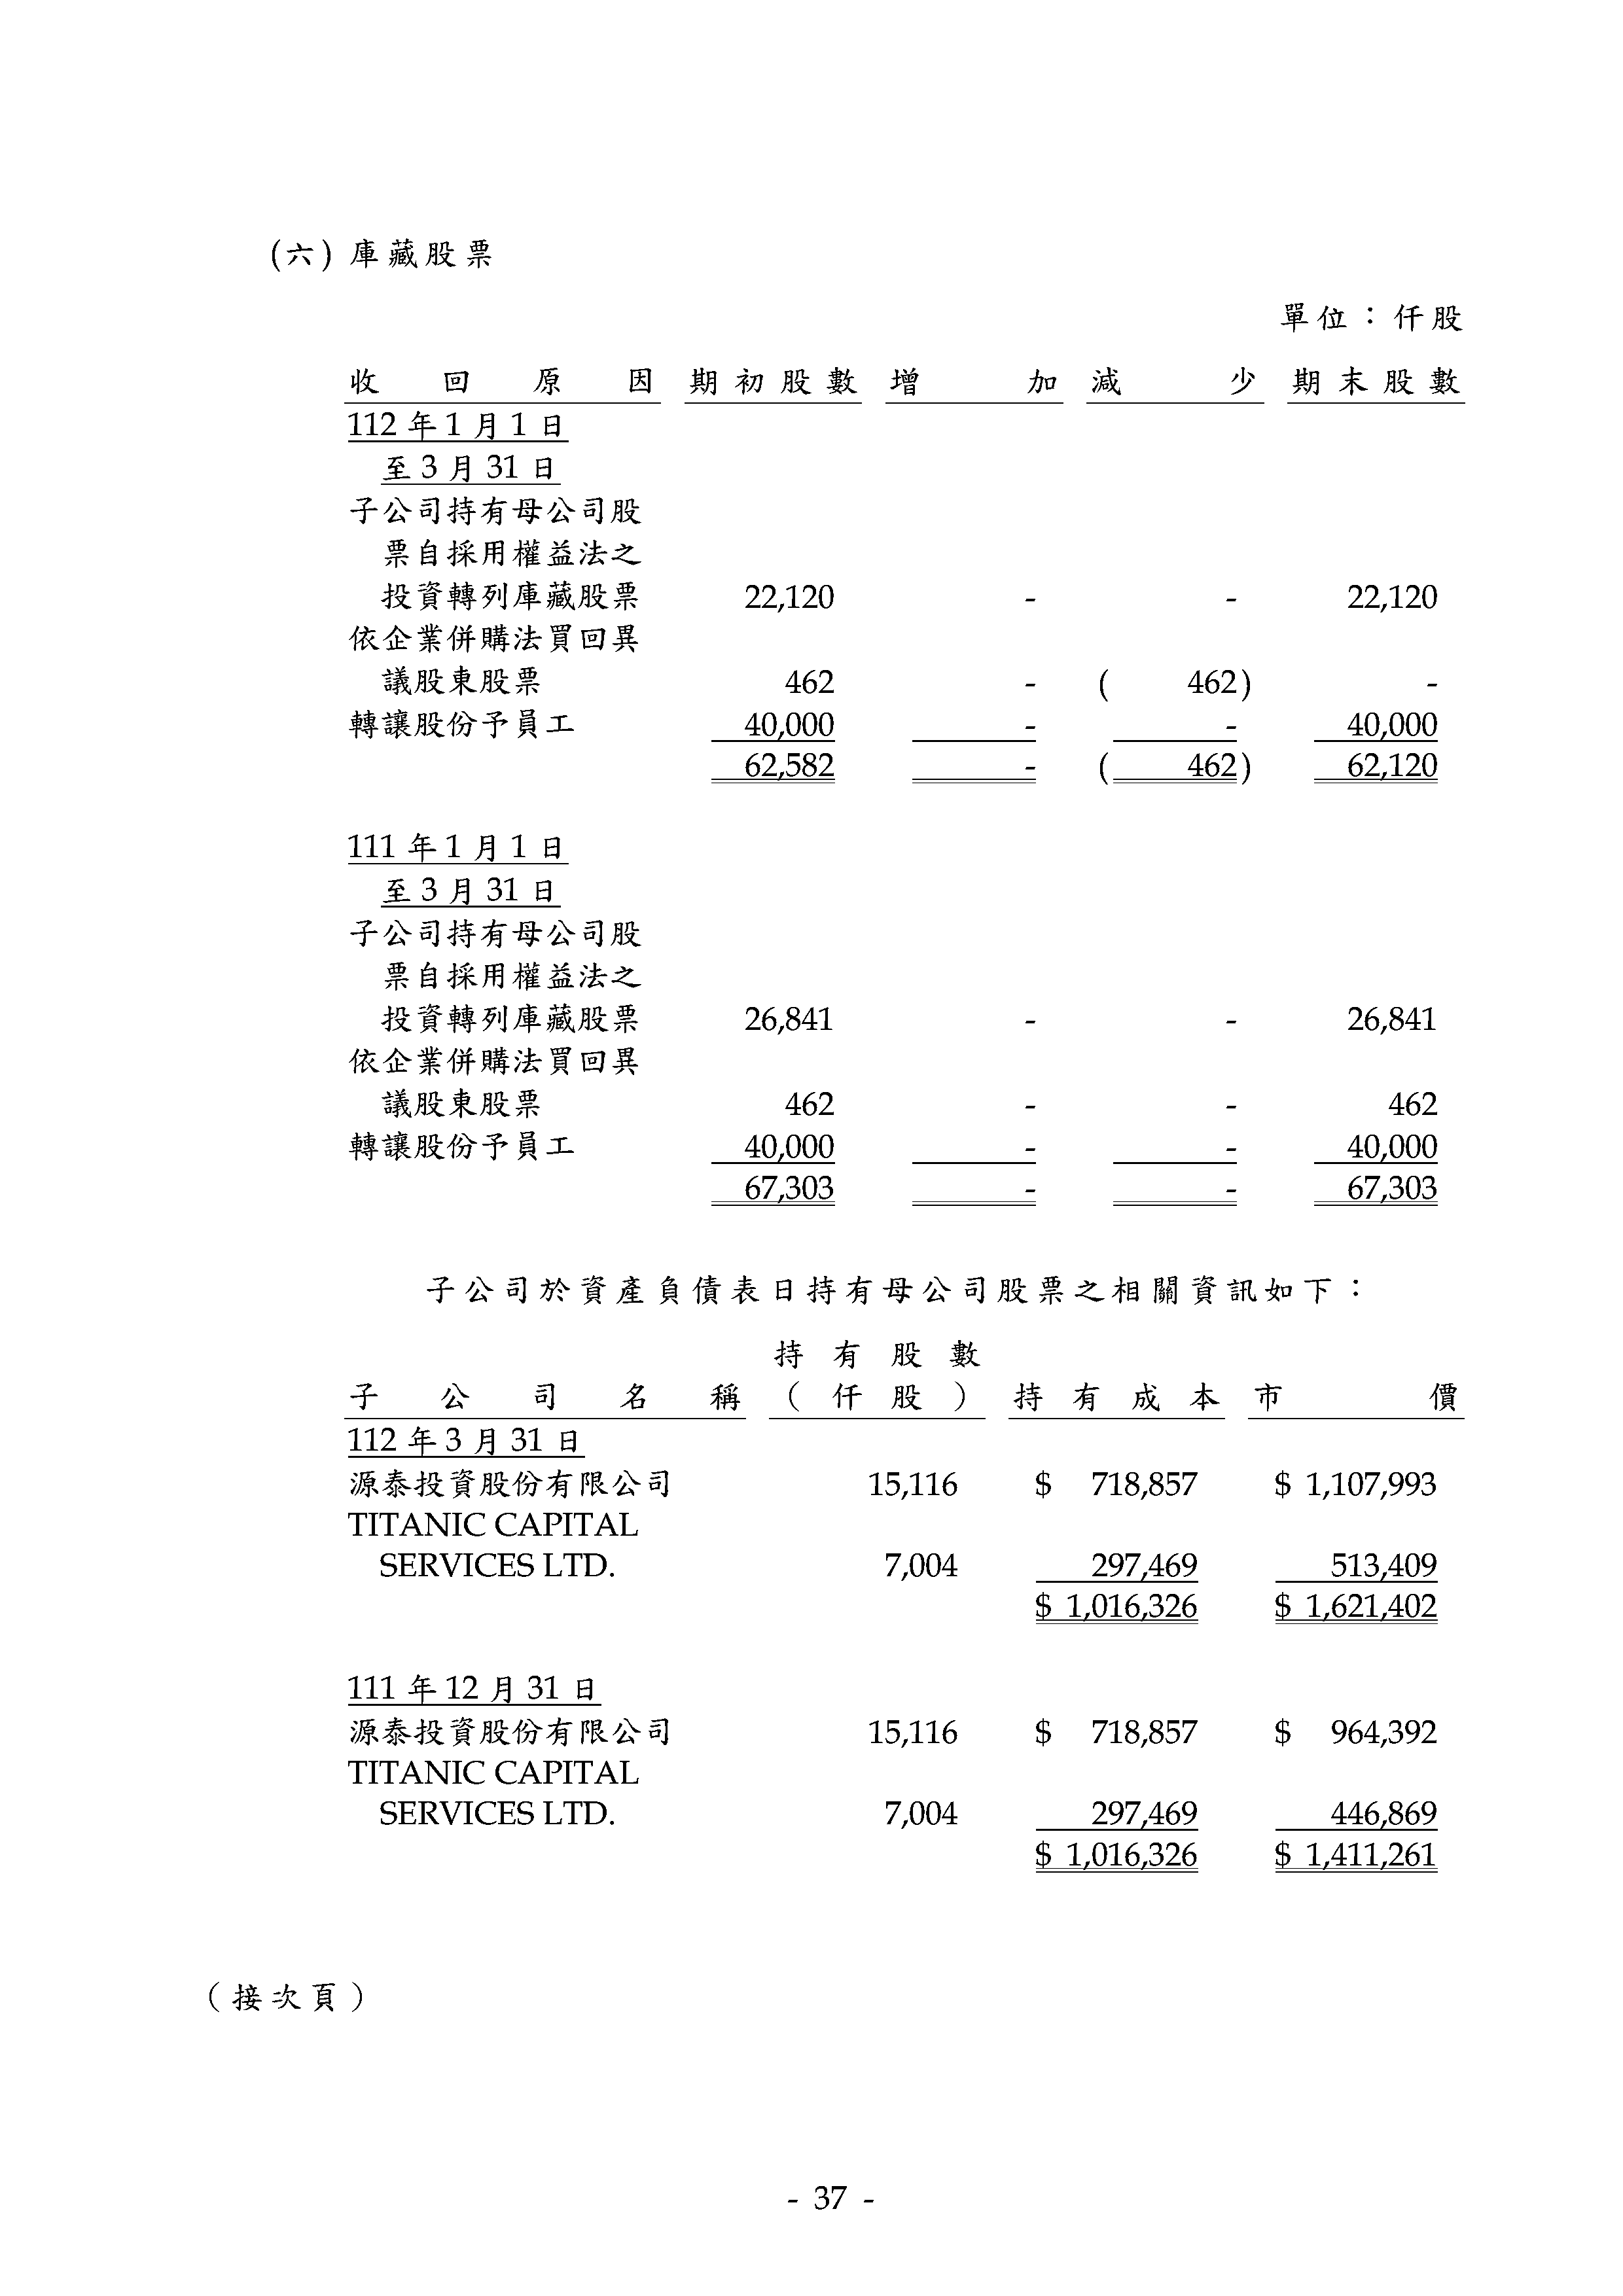 (六) 庫藏股票
單位：仟股
收回原因 期初股數 增加 減少 期末股數
112 年 1 月 1 日
至 3 月 31 日
子公司持有母公司股
票自採用權益法之
投資轉列庫藏股票 22,120 - - 22,120
依企業併購法買回異
議股東股票 462 - ( 462) -
轉讓股份予員工 40,000 - - 40,000
62,582 - ( 462) 62,120
111 年 1 月 1 日
至 3 月 31 日
子公司持有母公司股
票自採用權益法之
投資轉列庫藏股票 26,841 - - 26,841
依企業併購法買回異
議股東股票 462 - - 462
轉讓股份予員工 40,000 - - 40,000
67,303 - - 67,303
子公司於資產負債表日持有母公司股票之相關資訊如下：
持有股數
子公司名稱 （仟股） 持有成本 市價
112 年 3 月 31 日
源泰投資股份有限公司 15,116 $ 718,857 $ 1,107,993
TITANIC CAPITAL
SERVICES LTD. 7,004 297,469 513,409
$ 1,016,326 $ 1,621,402
111 年 12 月 31 日
源泰投資股份有限公司 15,116 $ 718,857 $ 964,392
TITANIC CAPITAL
SERVICES LTD. 7,004 297,469 446,869
$ 1,016,326 $ 1,411,261
（接次頁）
- 37 -